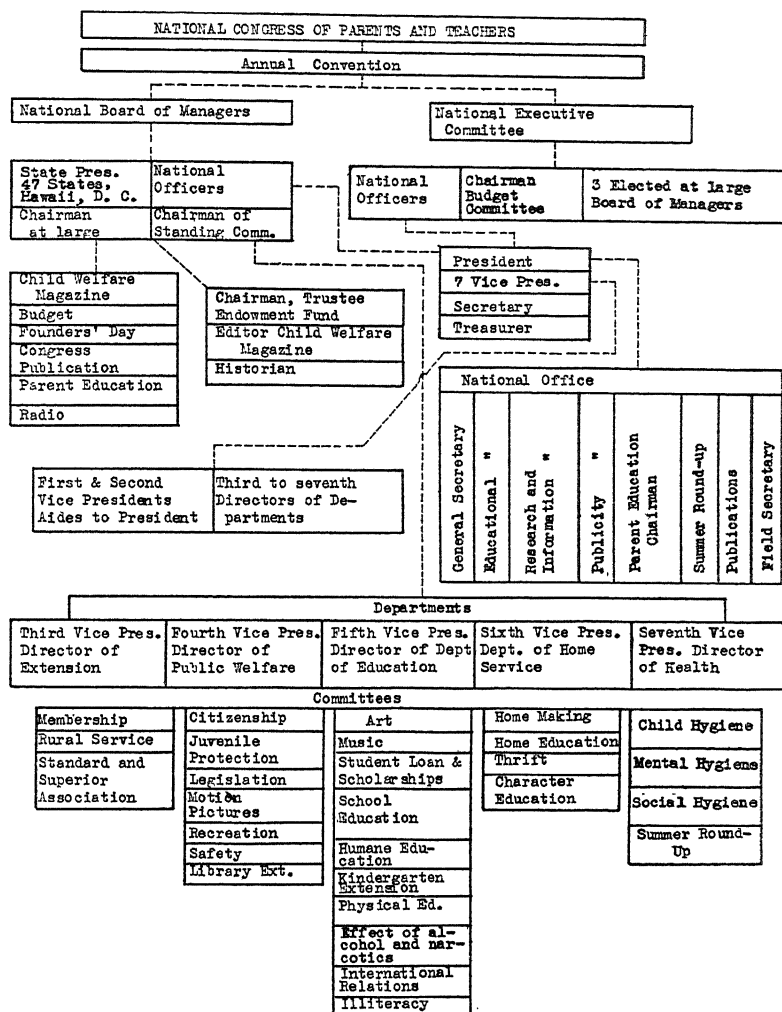 NATIONAL CONGRESS OF PARENTS AND TEACHERS
Annual Convention
National Board of Managers
National Executive
Committee
State Pres.
47 States,
Hawaii, D. C.
National
Officers
Chairman
at large
Chairman of
Standing Comm.
National
Officers
Chairman
Budget
Committee
3 Elected at large
Board of Managers
President
7 Vice Pres.
Secretary
Treasurer
Child Welfare
Magazine
Budget
Founders' Day
Congress
Publication
Parent Education
Radio
Chairman, Trustee
Endowment Fund
Editor Child Welfare
Magazine
Historian
National Office
General Secretary
Educational "
Research and
Information "
Publicity "
Parent Education
Chairman
Summer Round-up
Publications
Field Secretary
First & Second
Vice Presidents
Aides to President
Third to seventh
Directors of De-
partments
Departments
Third Vice Pres.
Director of
Extension
Fourth Vice Pres.
Director of
Public Welfare
Fifth Vice Pres.
Director of Dept
of Education
Sixth Vice Pres.
Dept. of Home
Service
Seventh Vice
Pres. Director
of Health
Committees
Membership
Rural Service
Standard and
Superior
Association
Citizenship
Juvenile
Protection
Legislation
Motion
Pictures
Recreation
Safety
Library Ext.
Art
Music
Student Loan &
Scholarships
School
Education
Humane Edu-
cation
Kindergarten
Extension
Physical Ed.
Effect of al-
cohol and nar-
cotics
International
Relations
Illiteracy
Home Making
Home Education
Thrift
Character
Education
Child Hygiene
Mental Hygiene
Social Hygiene
Summer Round-
Up